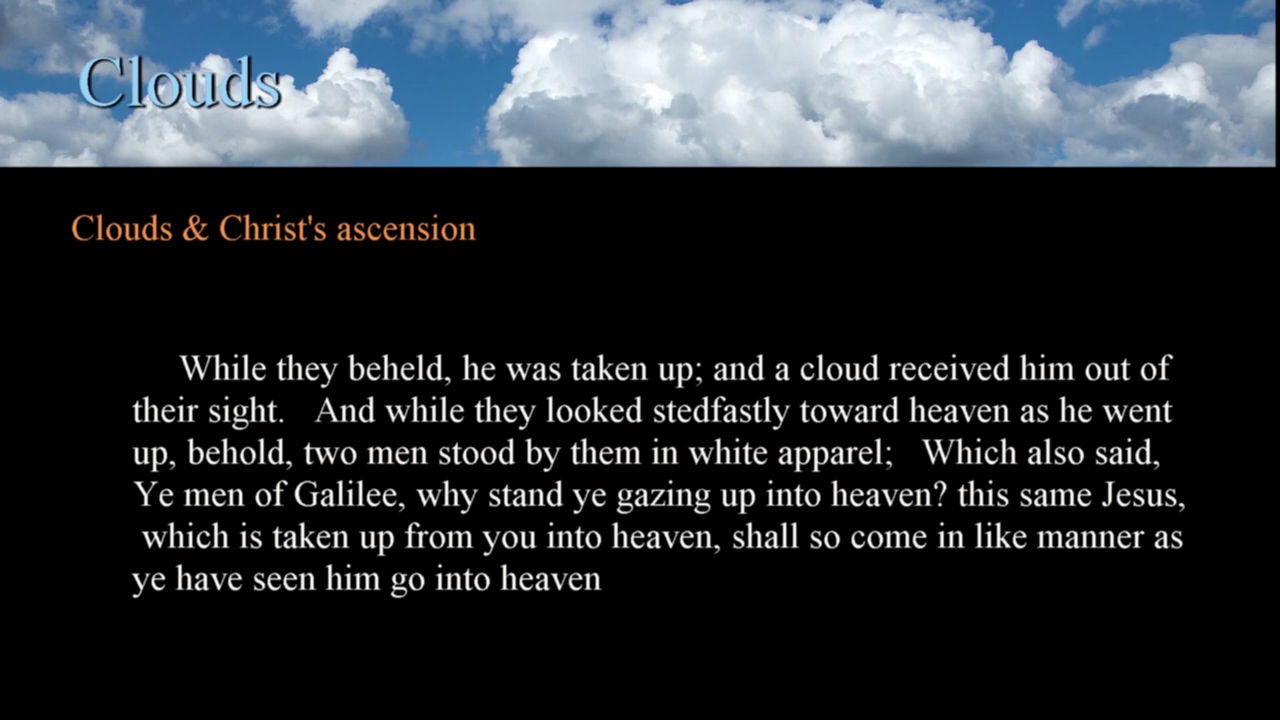 Clouds
Clouds & Christ's ascension
While they beheld, he was taken up; and a cloud received him out of
their sight. And while they looked stedfastly toward heaven as he went
up, behold, two men stood by them in white apparel; Which also said,
Ye men of Galilee, why stand ye gazing up into heaven? this same Jesus,
which is taken up from you into heaven, shall so come in like manner as
ye have seen him go into heaven